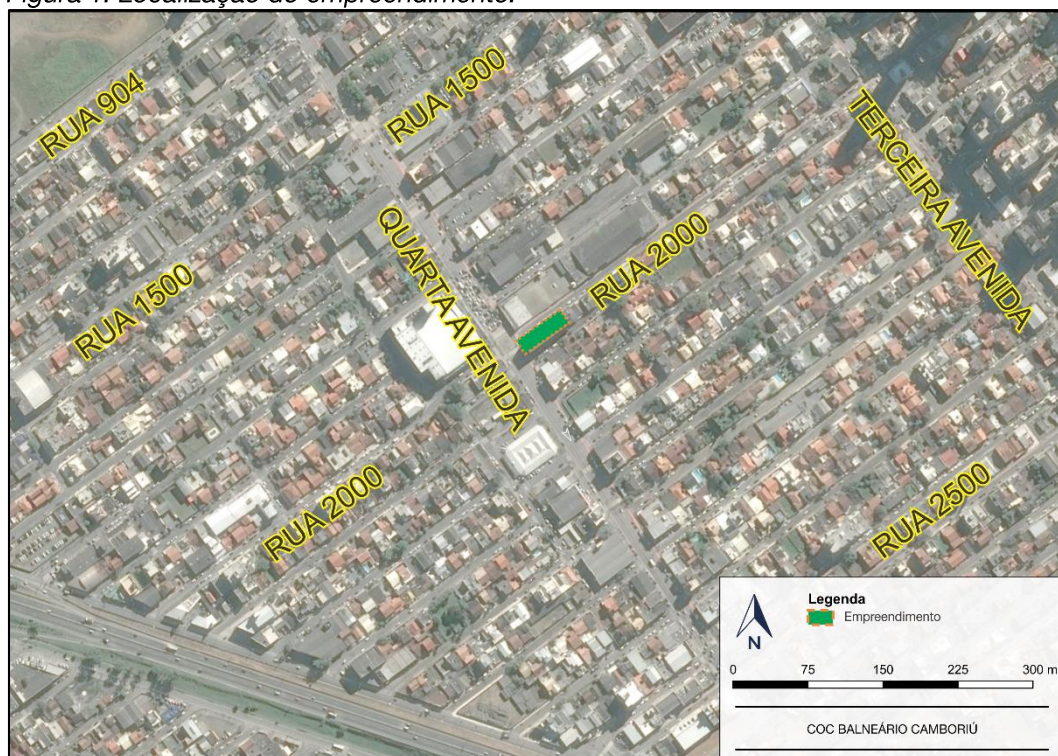 Figura 1: Localização do empreendimento.
RUA 904
RUA 1500
TERCEIRA AVENIDA
QUARTA AVENIDA
RUA 2000
RUA 1500
RUA 2000
RUA 2500
Legenda
Empreendimento
N
0 75 150 225 300 m
COC BALNEÁRIO CAMBORIÚ